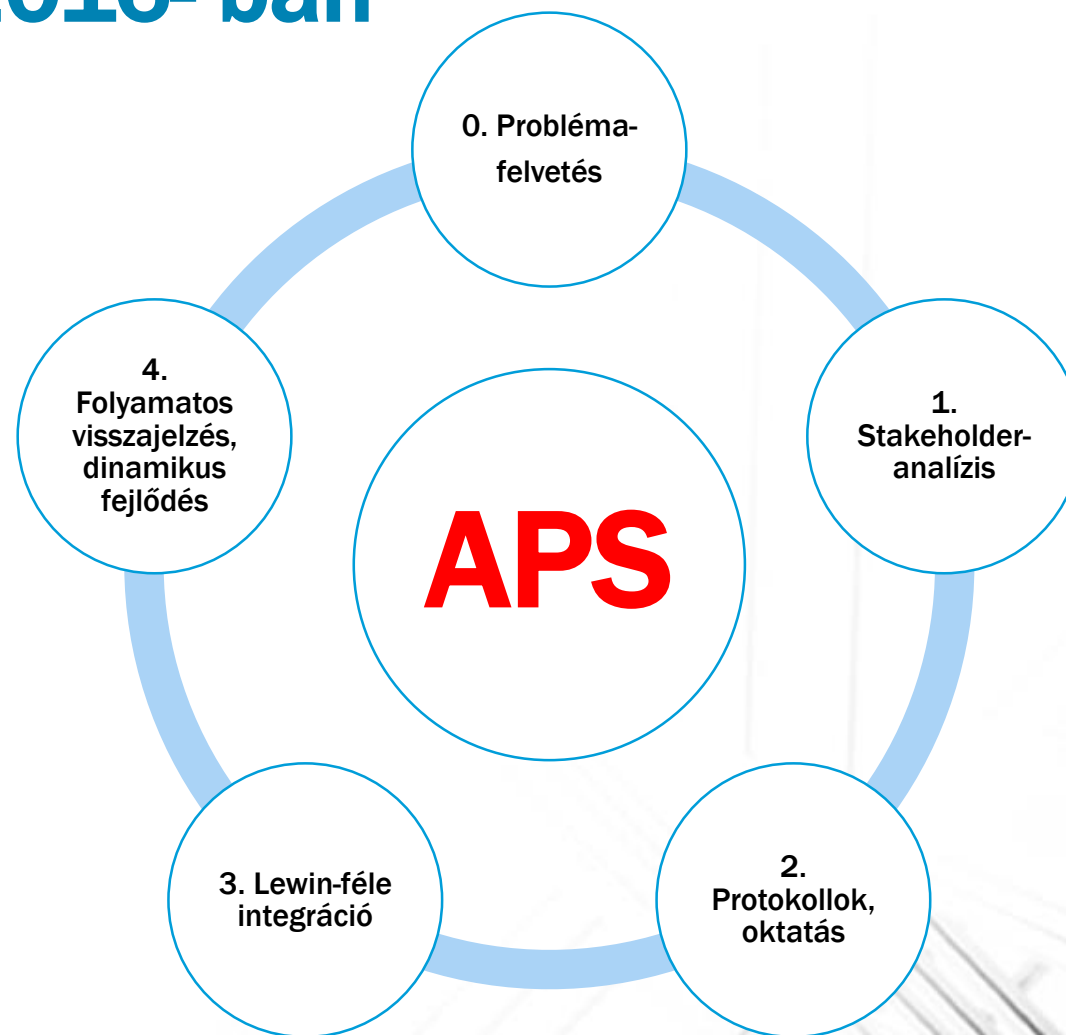 ban
0. Probléma-
felvetés
1.
Stakeholder-
analízis
2.
Protokollok,
oktatás
3. Lewin-féle
integráció
4.
Folyamatos
visszajelzés,
dinamikus
fejlődés
APS